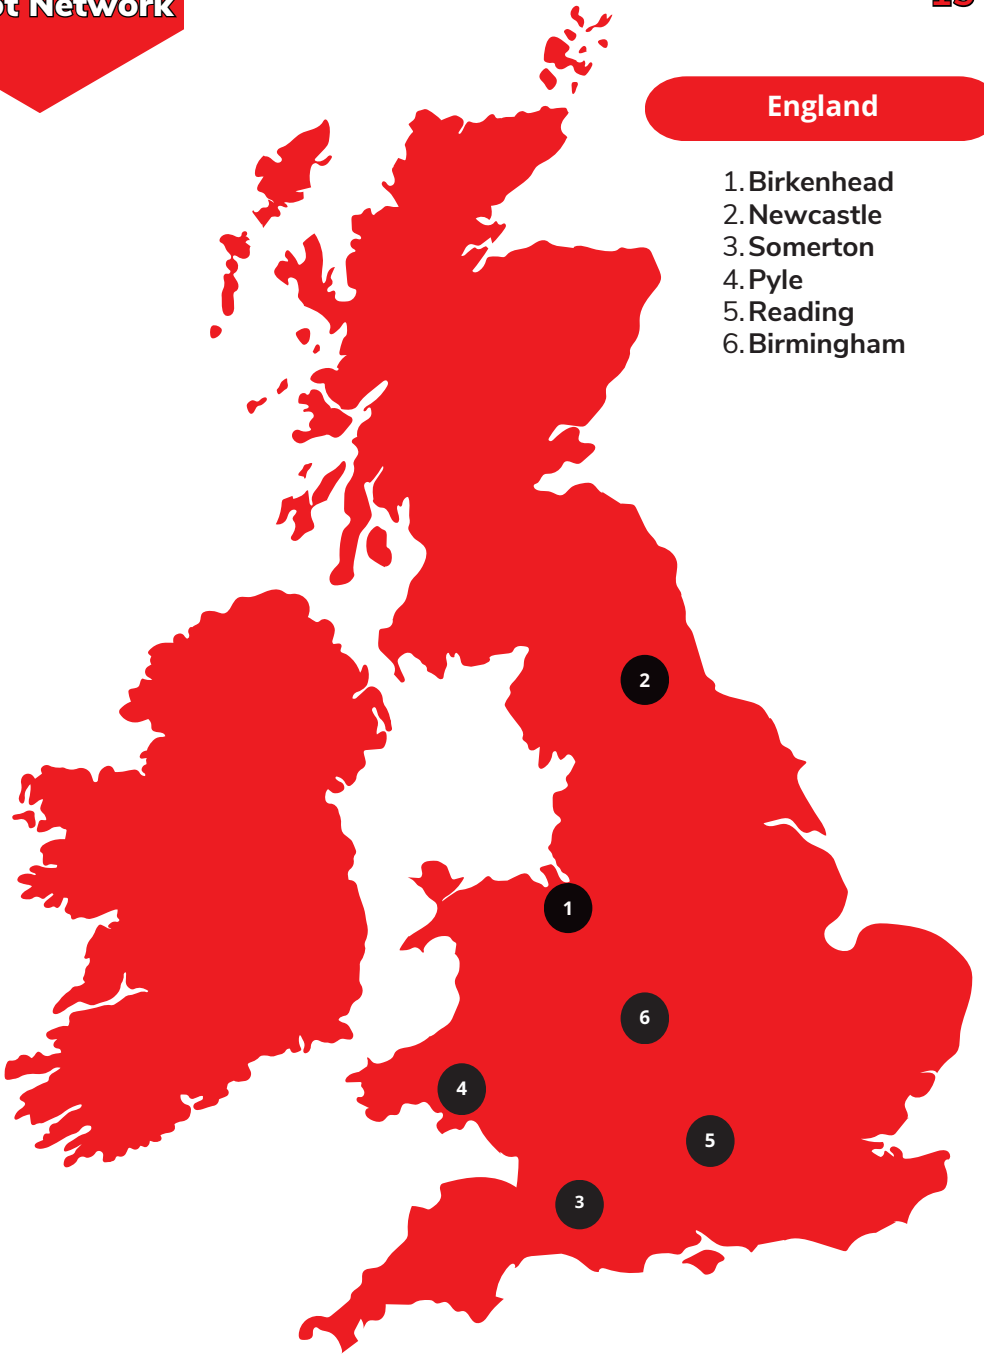 Network
England
1. Birkenhead
2. Newcastle
3. Somerton
4. Pyle
5. Reading
6. Birmingham
2
1
6
4
5
3